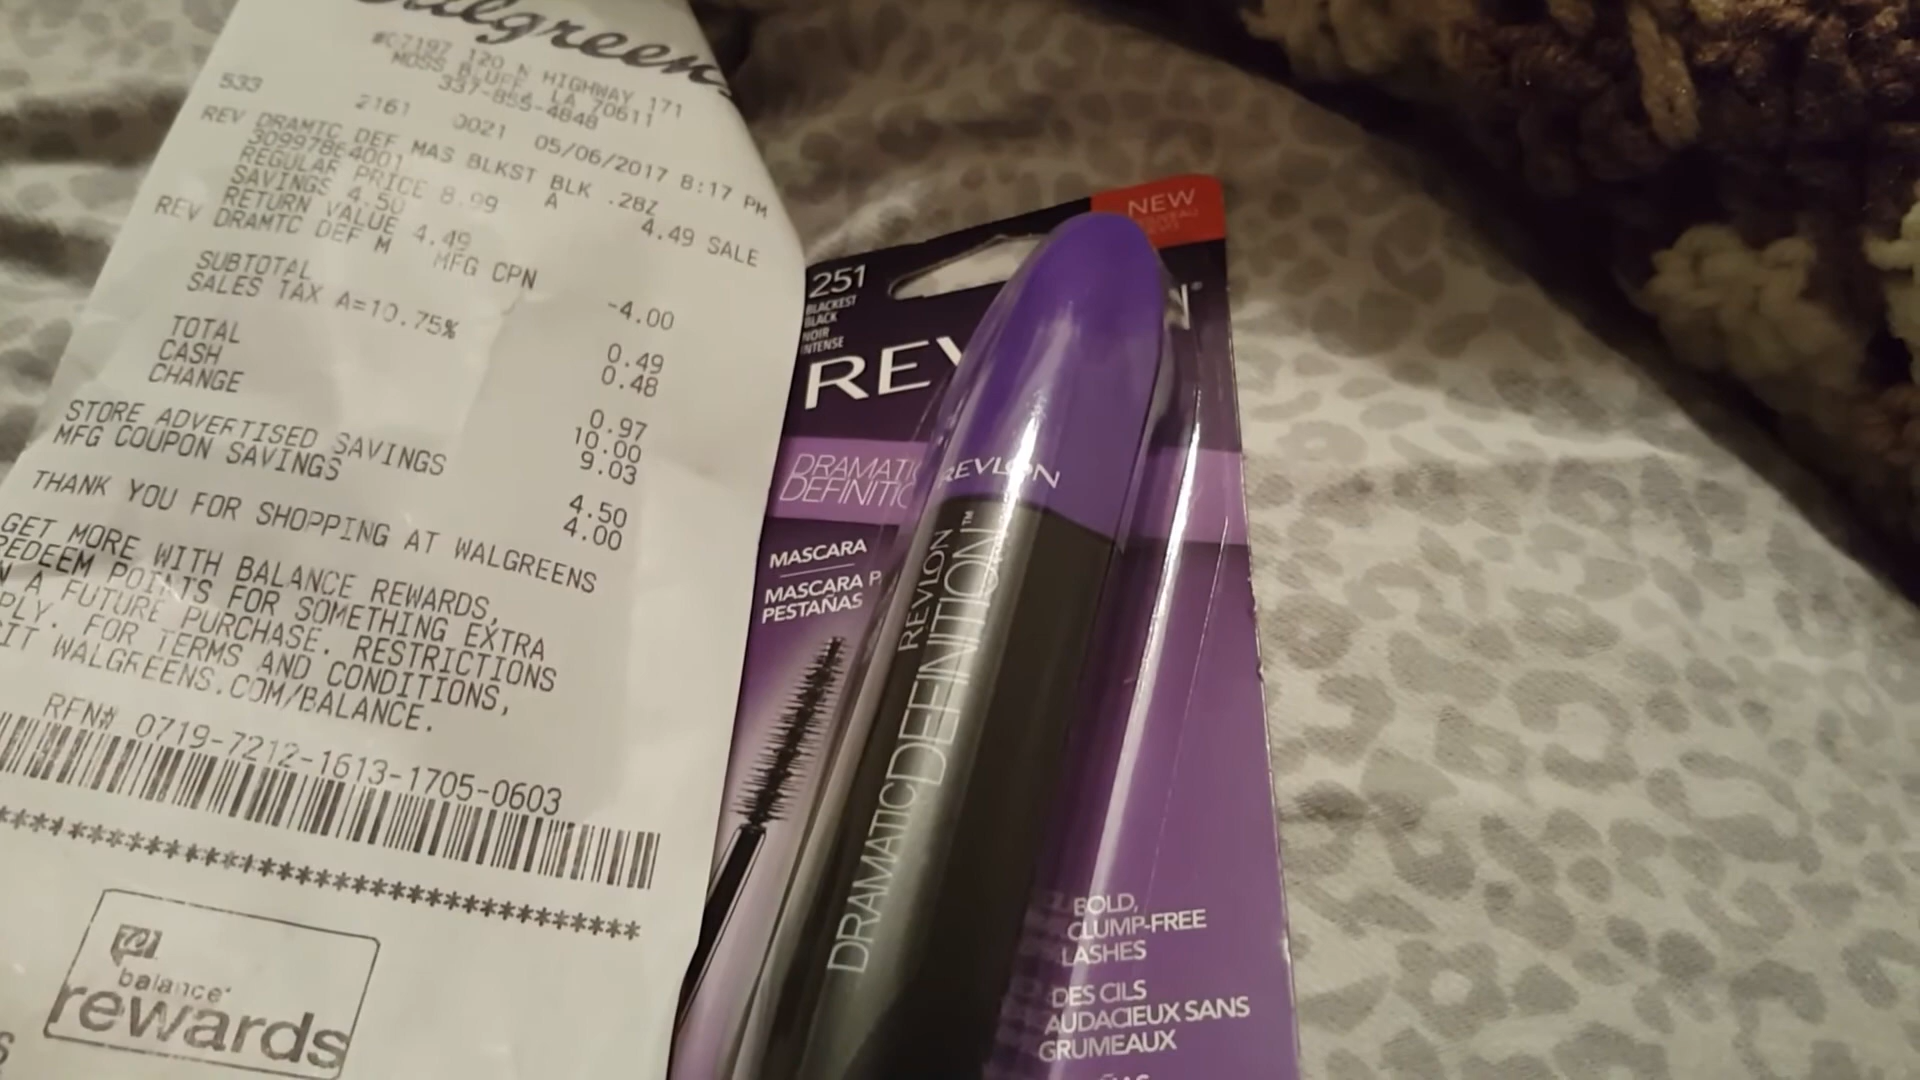 #07197 120 N HIGHWAY 171
MOSS BLUFF, LA 70611
337-855-4848
533 2161 0021 05/06/2017 8:17 PM
REV DRAMTC DEF MAS BLKST BLK .28Z
30997864001 A 4.49 SALE
REGULAR PRICE 8.99
SAVINGS 4.50
RETURN VALUE 4.49
REV DRAMTC DEF M MFG CPN -4.00
SUBTOTAL 0.49
SALES TAX A=10.75% 0.48
TOTAL 0.97
CASH 10.00
CHANGE 9.03
STORE ADVERTISED SAVINGS 4.50
MFG COUPON SAVINGS 4.00
THANK YOU FOR SHOPPING AT WALGREENS
GET MORE WITH BALANCE REWARDS,
REDEEM POINTS FOR SOMETHING EXTRA
A FUTURE PURCHASE. RESTRICTIONS
PLY. FOR TERMS AND CONDITIONS,
IT WALGREENS.COM/BALANCE.
RFN# 0719-7212-1613-1705-0603
****************************************
balance
rewards
NEW
251
BLACKEST
BLACK
NOIR
INTENSE
REV
DRAMATI
DEFINITI
MASCARA
MASCARA P
PESTAÑAS
REVLON
REVLON
DRAMATIC DEFINITION™
BOLD,
CLUMP-FREE
LASHES
DES CILS
AUDACIEUX SANS
GRUMEAUX